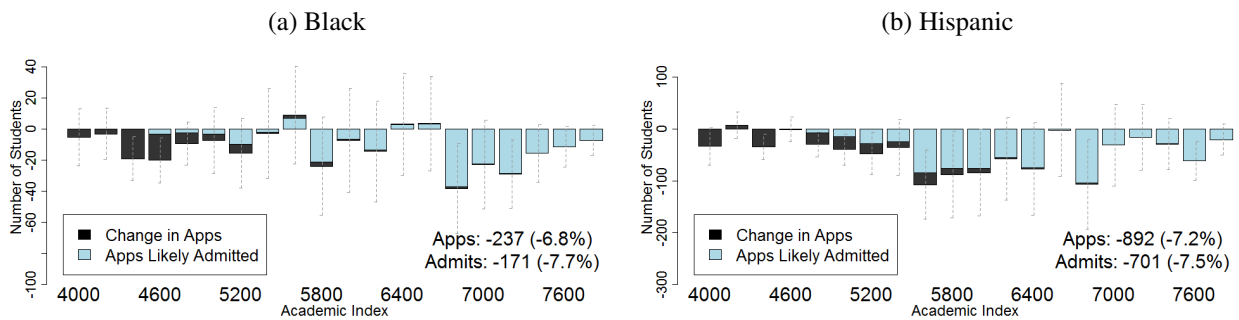 (a) Black
Number of Students
40
20
0
-20
-40
-60
-100
Change in Apps
Apps Likely Admitted
Apps: -237 (-6.8%)
Admits: -171 (-7.7%)
4000 4600 5200 5800 6400 7000 7600
Academic Index
(b) Hispanic
Number of Students
100
0
-100
-200
-300
Change in Apps
Apps Likely Admitted
Apps: -892 (-7.2%)
Admits: -701 (-7.5%)
4000 4600 5200 5800 6400 7000 7600
Academic Index